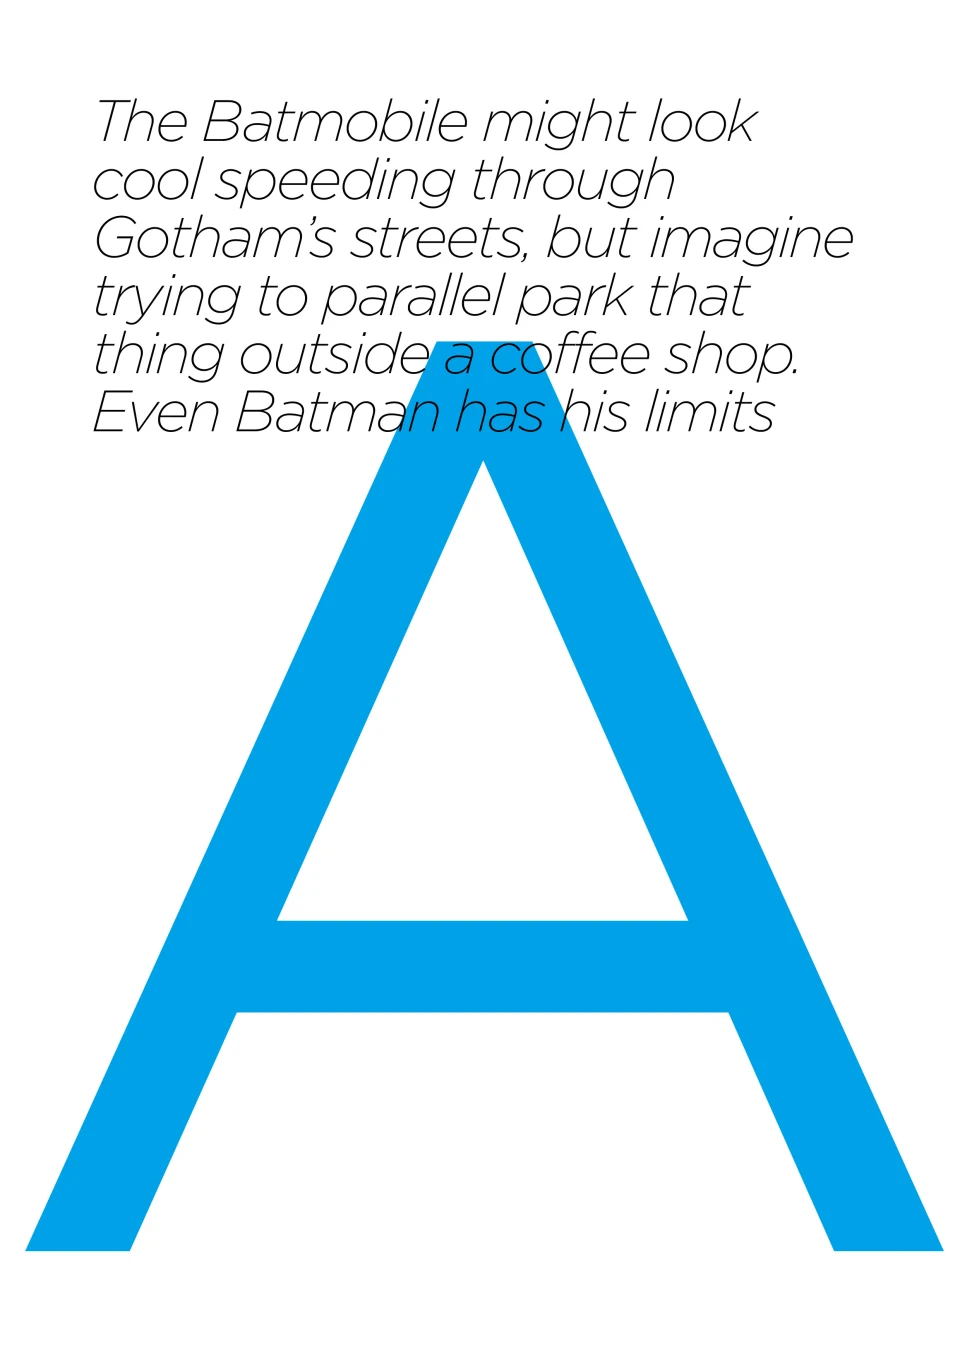 The Batmobile might look
cool speeding through
Gotham’s streets, but imagine
trying to parallel park that
thing outside a coffee shop.
Even Batman has his limits
A